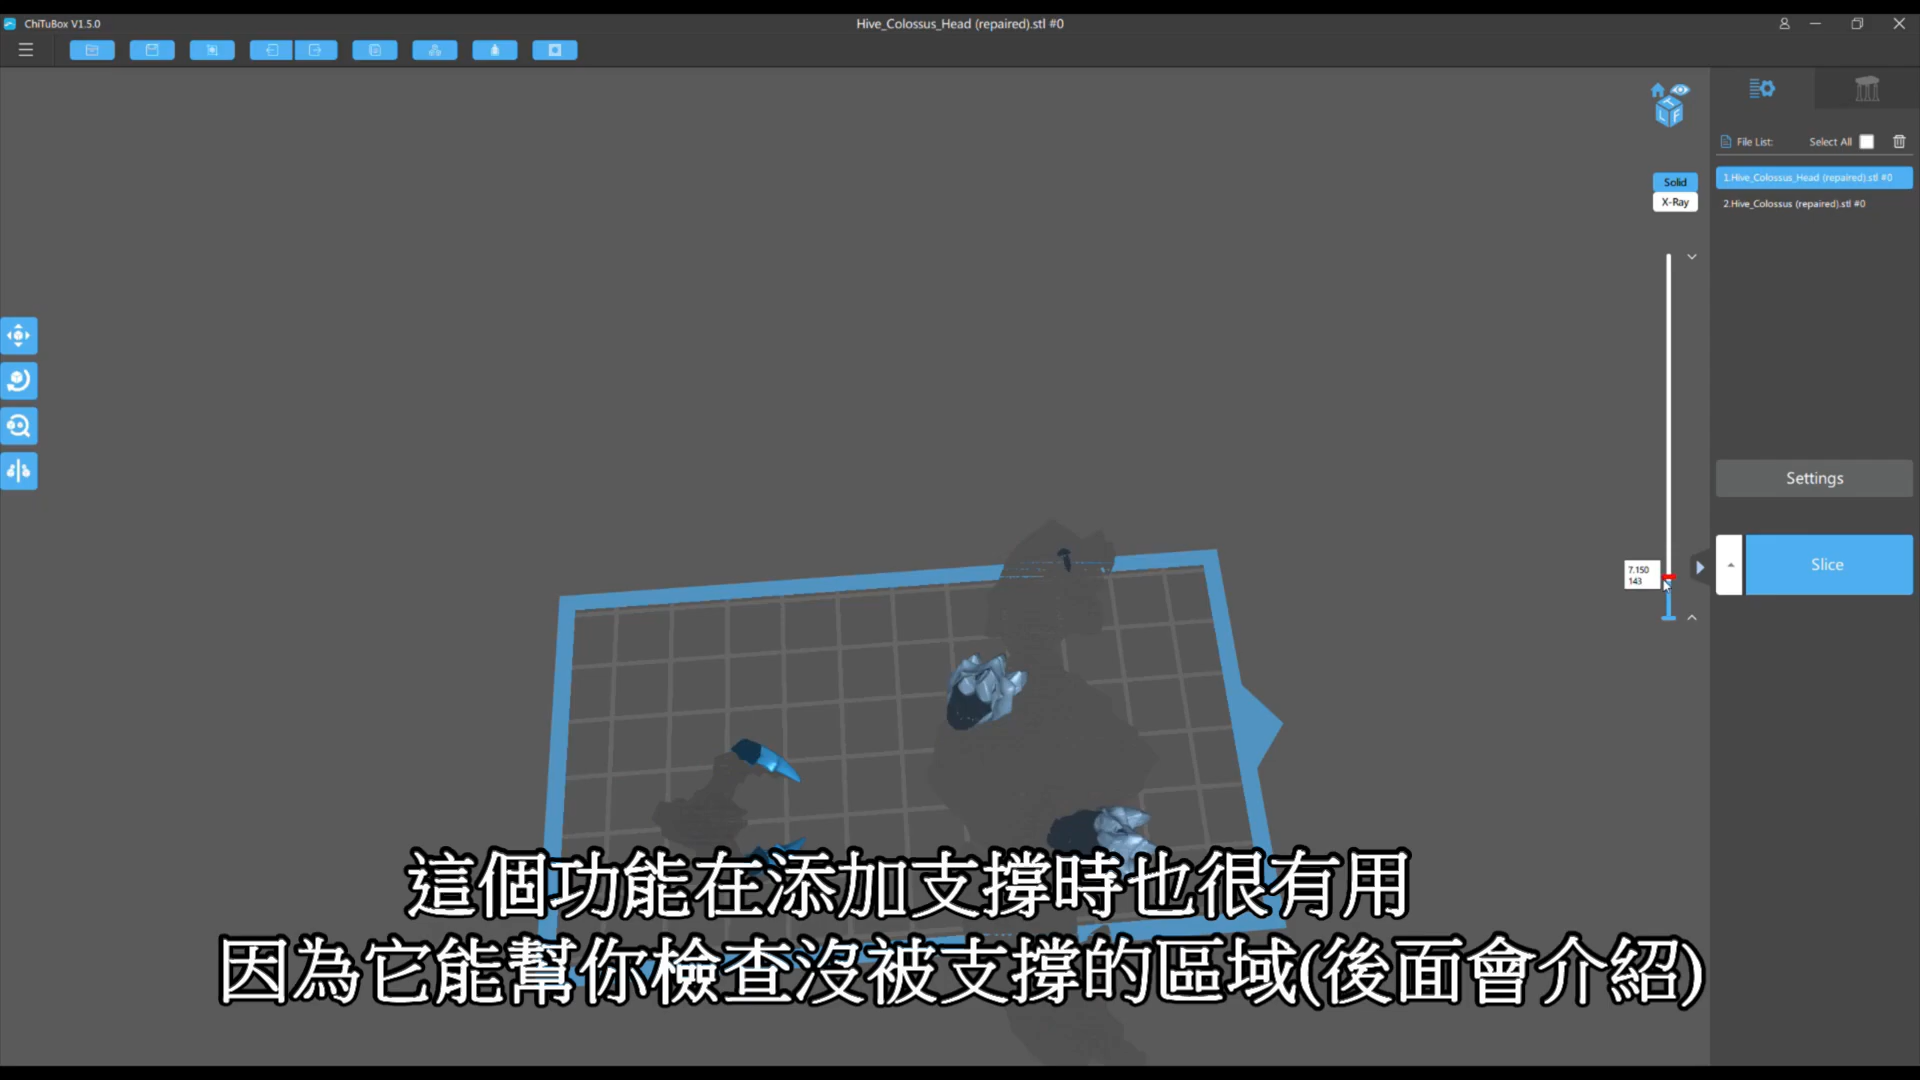 ChiTuBox V1.5.0
Hive_Colossus_Head (repaired).stl #0
File List:
Select All
1.Hive_Colossus_Head (repaired).stl #0
2.Hive_Colossus (repaired).stl #0
T
L F
Solid
X-Ray
Settings
7.150
143
Slice
這個功能在添加支撐時也很有用
因為它能幫你檢查沒被支撐的區域(後面會介紹)